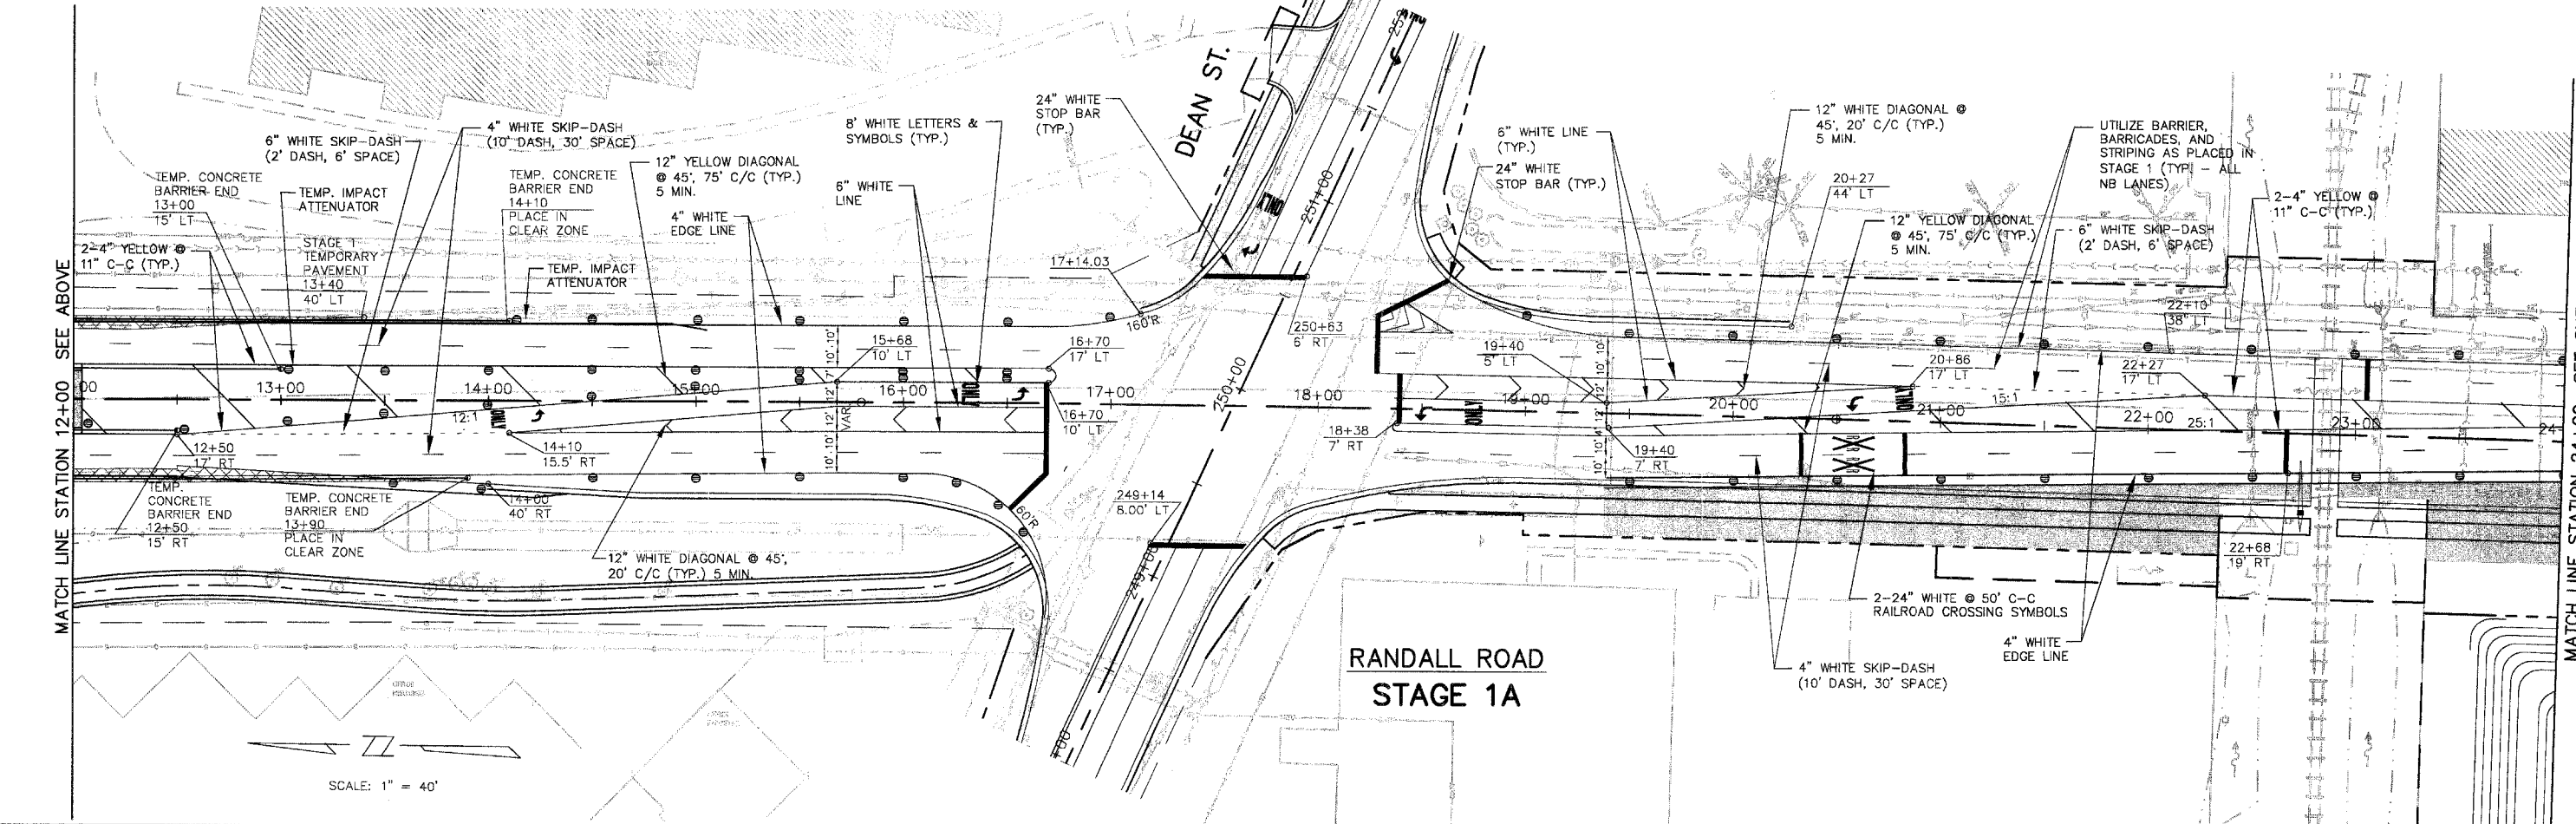 MATCH LINE STATION 12+00 SEE ABOVE
6" WHITE SKIP-DASH
(2' DASH, 6' SPACE)
4" WHITE SKIP-DASH
(10' DASH, 30' SPACE)
TEMP. CONCRETE
BARRIER END
13+00
15' LT
TEMP. IMPACT
ATTENUATOR
2-4" YELLOW @
11" C-C (TYP.)
STAGE 1
TEMPORARY
PAVEMENT
13+40
40' LT
TEMP. CONCRETE
BARRIER END
14+10
PLACE IN
CLEAR ZONE
TEMP. IMPACT
ATTENUATOR
12" YELLOW DIAGONAL
@ 45', 75' C/C (TYP.)
5 MIN.
4" WHITE
EDGE LINE
8' WHITE LETTERS &
SYMBOLS (TYP.)
6" WHITE
LINE
24" WHITE
STOP BAR
(TYP.)
DEAN ST.
17+14.03
160'R
15+68
10' LT
16+70
17' LT
16+70
10' LT
13+00
14+00
15+00
16+00
17+00
18+00
19+00
20+00
21+00
22+00
23+00
12:1
ONLY
ONLY
VAR.
12+50
17' RT
14+10
15.5' RT
TEMP.
CONCRETE
BARRIER END
12+50
15' RT
TEMP. CONCRETE
BARRIER END
13+90
PLACE IN
CLEAR ZONE
14+00
40' RT
12" WHITE DIAGONAL @ 45',
20' C/C (TYP.) 5 MIN.
60'R
249+14
8.00' LT
249+00
250+00
251+00
ONLY
250+63
6' RT
6" WHITE LINE
(TYP.)
24" WHITE
STOP BAR (TYP.)
12" WHITE DIAGONAL @
45', 20' C/C (TYP.)
5 MIN.
20+27
44' LT
12" YELLOW DIAGONAL
@ 45', 75' C/C (TYP.)
5 MIN.
UTILIZE BARRIER,
BARRICADES, AND
STRIPING AS PLACED IN
STAGE 1 (TYP. - ALL
NB LANES)
2-4" YELLOW @
11" C-C (TYP.)
6" WHITE SKIP-DASH
(2' DASH, 6' SPACE)
22+10
38' LT
19+40
5' LT
20+86
17' LT
22+27
17' LT
15:1
25:1
ONLY
ONLY
18+38
7' RT
19+40
7' RT
RR
RR
22+68
19' RT
2-24" WHITE @ 50' C-C
RAILROAD CROSSING SYMBOLS
4" WHITE
EDGE LINE
4" WHITE SKIP-DASH
(10' DASH, 30' SPACE)
RANDALL ROAD
STAGE 1A
SCALE: 1" = 40'